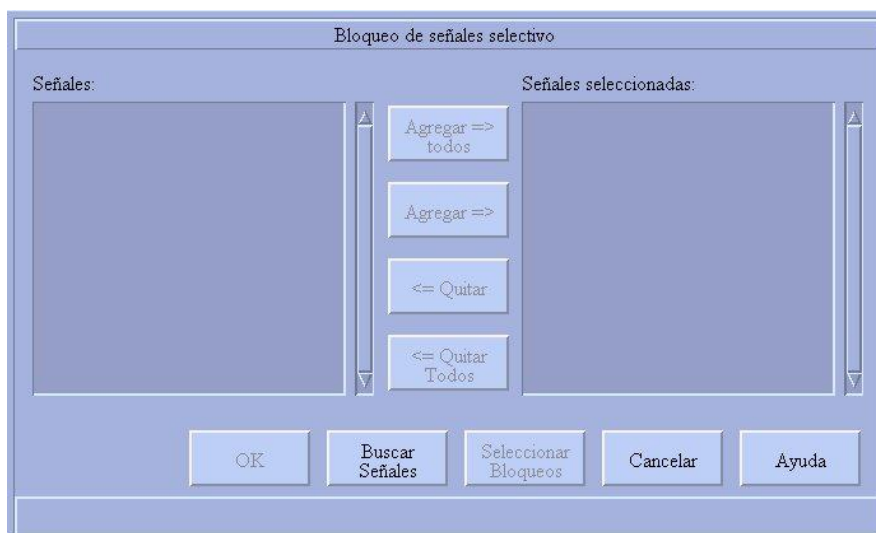 Bloqueo de señales selectivo
Señales:
Señales seleccionadas:
Agregar =>
todos
Agregar =>
<= Quitar
<= Quitar
Todos
OK
Buscar
Señales
Seleccionar
Bloqueos
Cancelar
Ayuda